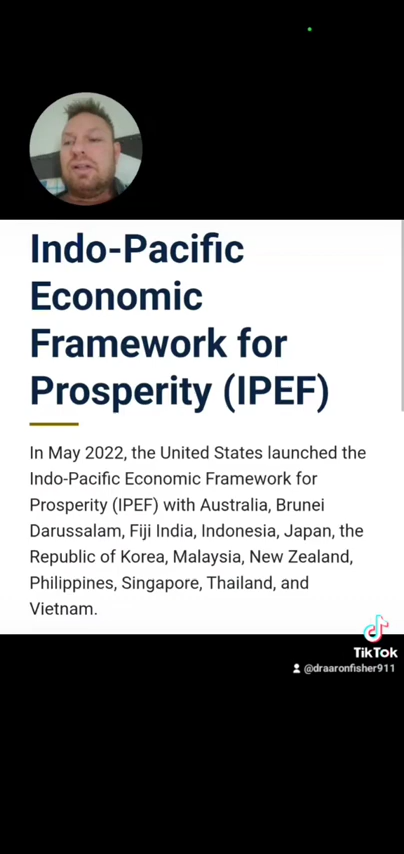 Indo-Pacific
Economic
Framework for
Prosperity (IPEF)
In May 2022, the United States launched the
Indo-Pacific Economic Framework for
Prosperity (IPEF) with Australia, Brunei
Darussalam, Fiji India, Indonesia, Japan, the
Republic of Korea, Malaysia, New Zealand,
Philippines, Singapore, Thailand, and
Vietnam.
TikTok
@draaronfisher911